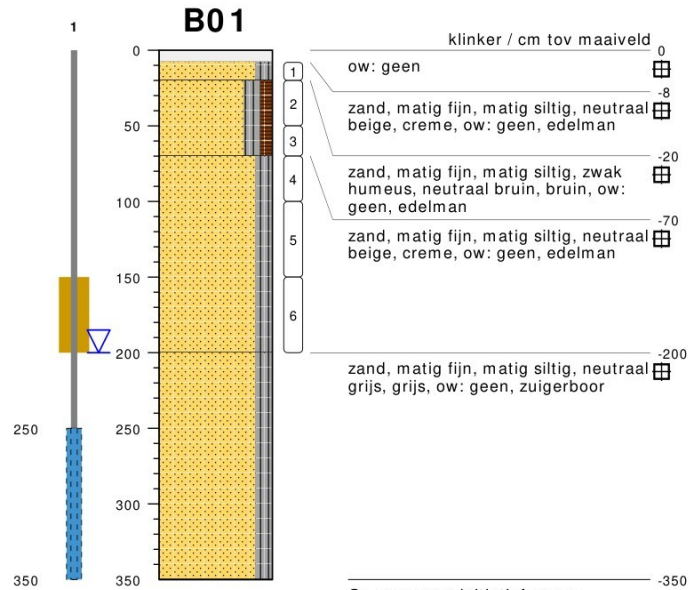 B01
1
klinker / cm tov maaiveld
0
0
ow: geen
1
-8
zand, matig fijn, matig siltig, neutraal
beige, creme, ow: geen, edelman
2
50
3
-20
zand, matig fijn, matig siltig, zwak
humeus, neutraal bruin, bruin, ow:
geen, edelman
4
100
-70
zand, matig fijn, matig siltig, neutraal
beige, creme, ow: geen, edelman
5
150
6
200
-200
zand, matig fijn, matig siltig, neutraal
grijs, grijs, ow: geen, zuigerboor
250
250
300
350
350
-350